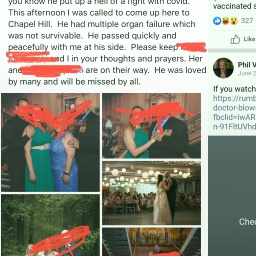 you know he put up a hell of a fight with covid.
This afternoon I was called to come up here to
Chapel Hill. He had multiple organ failure which
was not survivable. He passed quickly and
peacefully with me at his side. Please keep
and I in your thoughts and prayers. Her
and are on their way. He was loved
by many and will be missed by all.
vaccinated s
327
Like
Phil V
June 2
If you watch
https://rumb
doctor-blow
fbclid=IwAR
n-91FltUVhd
Chec